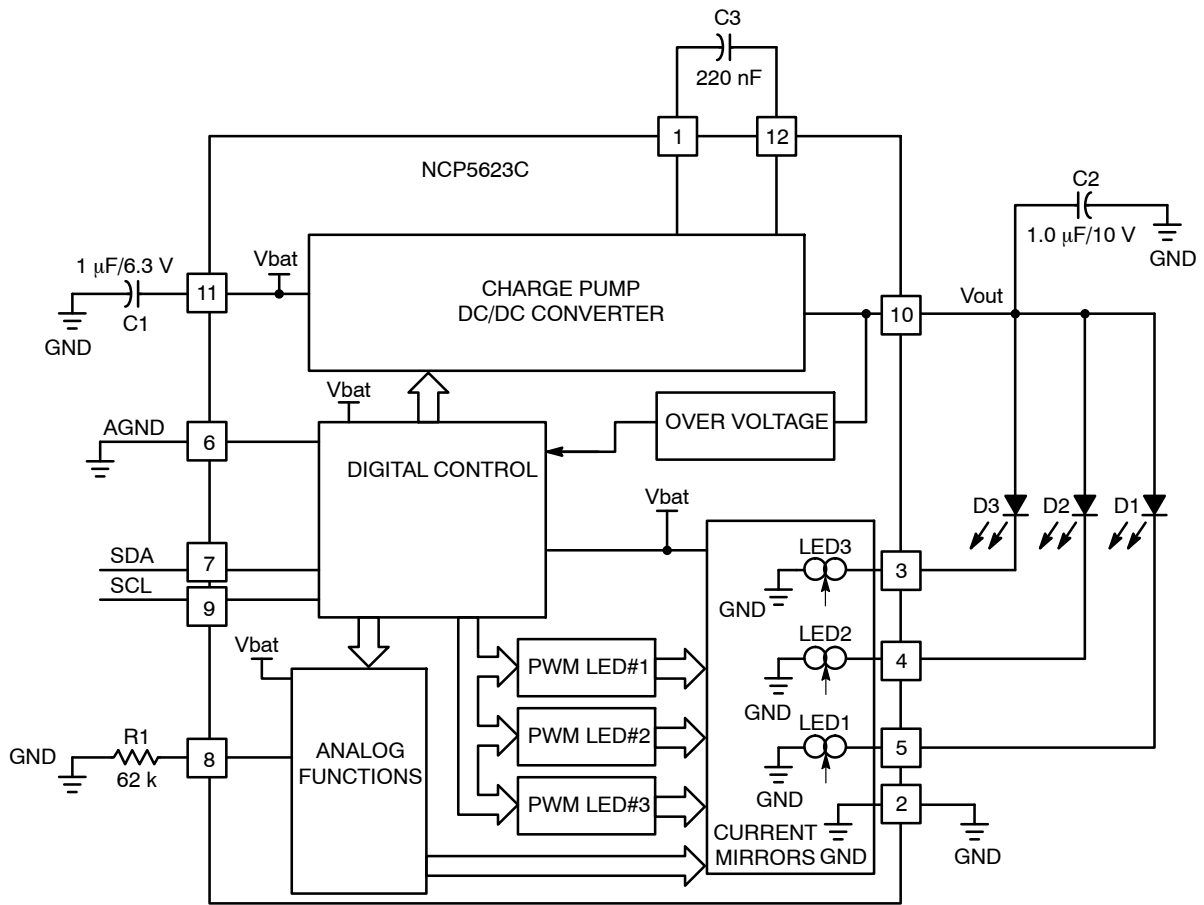 C3
220 nF
1
12
NCP5623C
C2
1.0 μF/10 V
GND
1 μF/6.3 V
Vbat
11
C1
GND
CHARGE PUMP
DC/DC CONVERTER
Vout
10
Vbat
AGND
6
OVER VOLTAGE
DIGITAL CONTROL
Vbat
D3
D2
D1
SDA
7
SCL
9
LED3
3
GND
LED2
4
GND
LED1
5
GND
Vbat
PWM LED#1
PWM LED#2
PWM LED#3
GND
R1
62 k
8
ANALOG
FUNCTIONS
2
CURRENT
MIRRORS
GND
GND